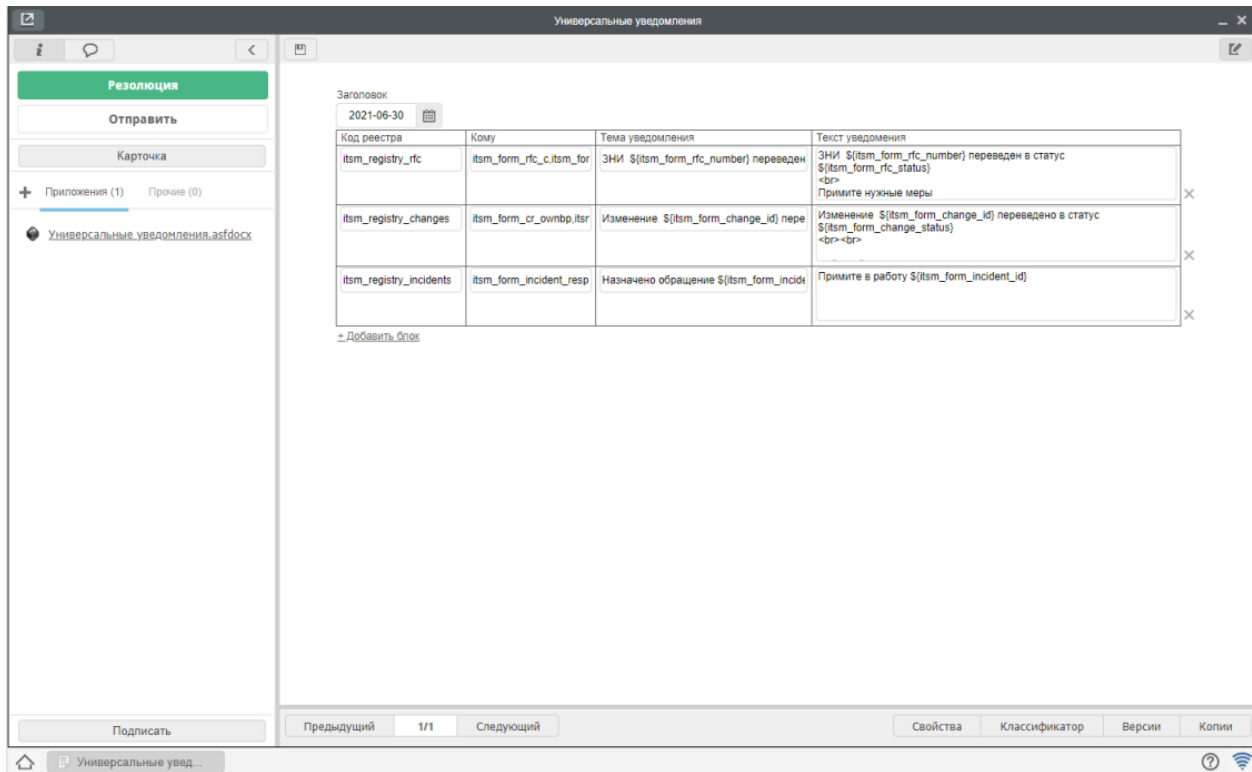 Универсальные уведомления
Резолюция
Отправить
Карточка
Приложения (1) Прочие (0)
Универсальные уведомления.asfdocx
Заголовок
2021-06-30
Код реестра Кому Тема уведомления Текст уведомения
itsm_registry_rfc itsm_form_rfc_c,itsm_for ЗНИ ${itsm_form_rfc_number} переведен ЗНИ ${itsm_form_rfc_number} переведен в статус
${itsm_form_rfc_status}
<br>
Примите нужные меры
itsm_registry_changes itsm_form_cr_ownbp,itsm Изменение ${itsm_form_change_id} пере Изменение ${itsm_form_change_id} переведено в статус
${itsm_form_change_status}
<br><br>
itsm_registry_incidents itsm_form_incident_resp Назначено обращение ${itsm_form_incide Примите в работу ${itsm_form_incident_id}
+ Добавить блок
Подписать
Предыдущий 1/1 Следующий Свойства Классификатор Версии Копии
Универсальные увед...